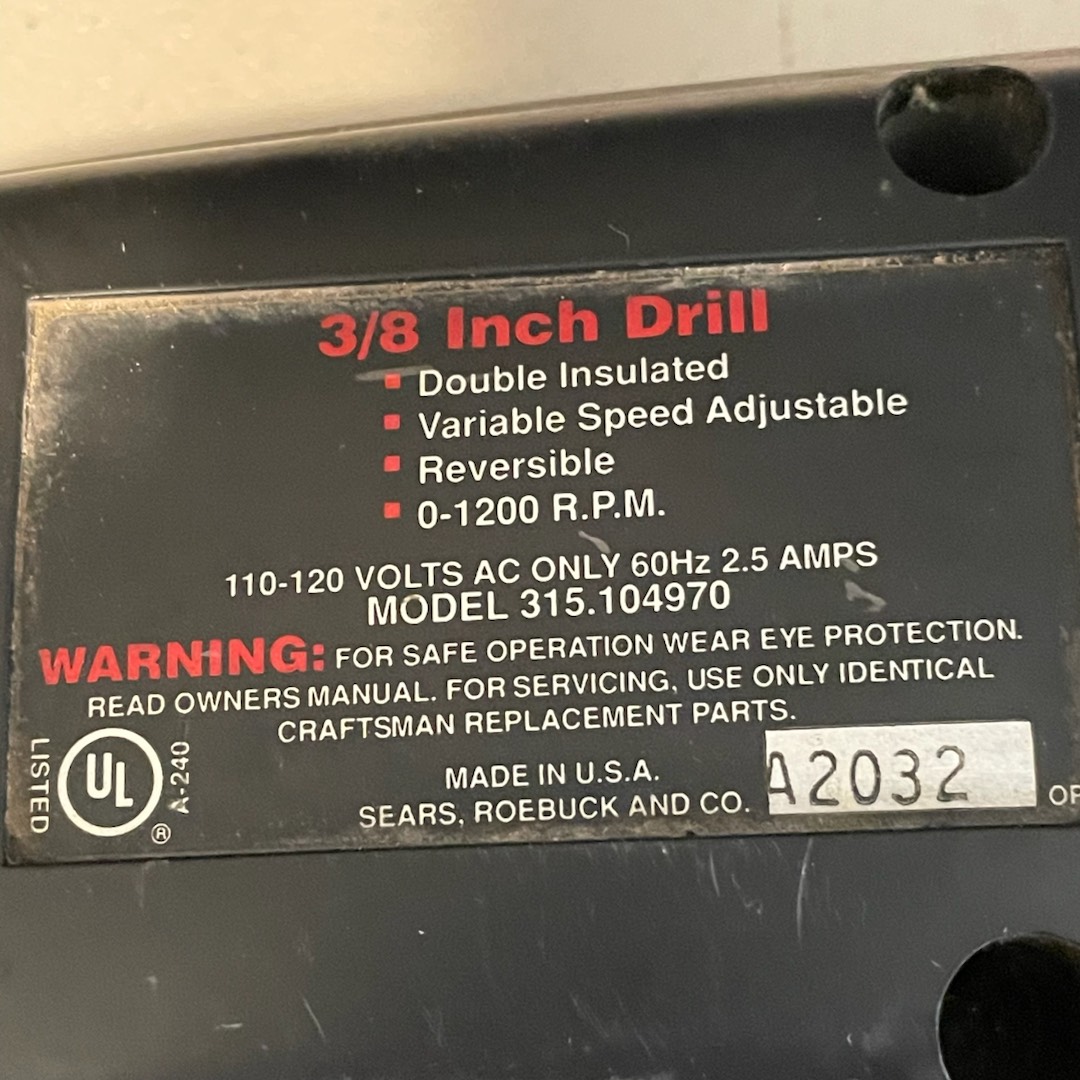 3/8 Inch Drill
Double Insulated
Variable Speed Adjustable
Reversible
0-1200 R.P.M.
110-120 VOLTS AC ONLY 60Hz 2.5 AMPS
MODEL 315.104970
WARNING: FOR SAFE OPERATION WEAR EYE PROTECTION.
READ OWNERS MANUAL. FOR SERVICING, USE ONLY IDENTICAL
CRAFTSMAN REPLACEMENT PARTS.
LISTED
UL
®
A-240
MADE IN U.S.A.
SEARS, ROEBUCK AND CO.
A2032